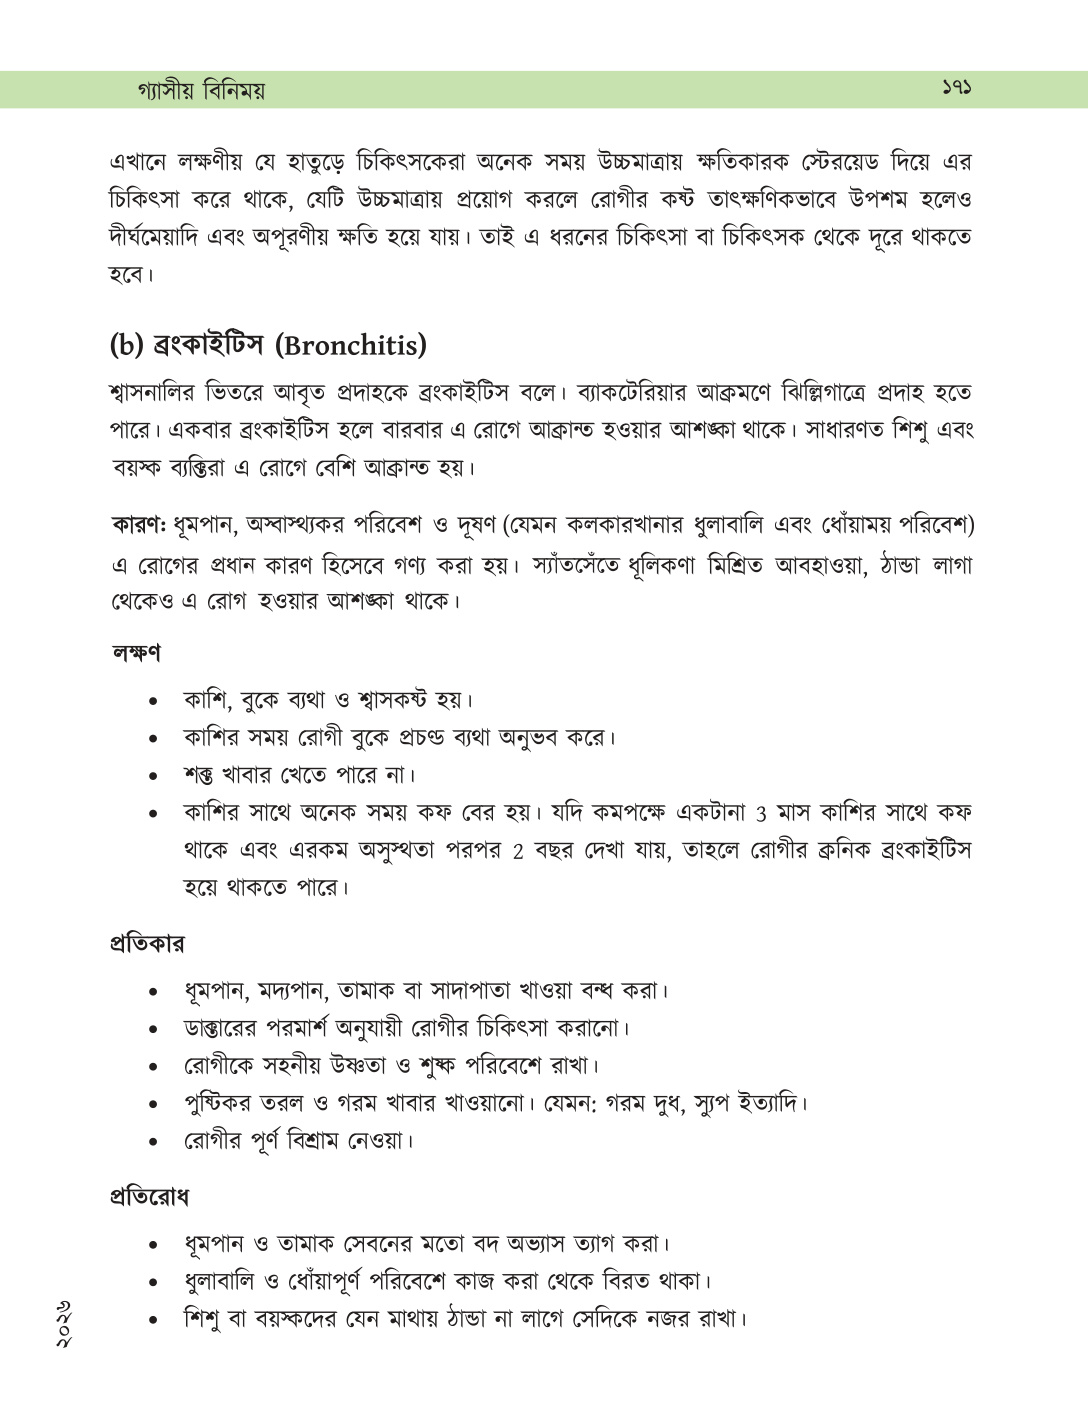 গ্যাসীয় বিনিময়
১৭১
এখানে লক্ষণীয় যে হাতুড়ে চিকিৎসকেরা অনেক সময় উচ্চমাত্রায় ক্ষতিকারক স্টেরয়েড দিয়ে এর
চিকিৎসা করে থাকে, যেটি উচ্চমাত্রায় প্রয়োগ করলে রোগীর কষ্ট তাৎক্ষণিকভাবে উপশম হলেও
দীর্ঘমেয়াদি এবং অপূরণীয় ক্ষতি হয়ে যায়। তাই এ ধরনের চিকিৎসা বা চিকিৎসক থেকে দূরে থাকতে
হবে।
(b) ব্রংকাইটিস (Bronchitis)
শ্বাসনালির ভিতরে আবৃত প্রদাহকে ব্রংকাইটিস বলে। ব্যাকটেরিয়ার আক্রমণে ঝিল্লিগাত্রে প্রদাহ হতে
পারে। একবার ব্রংকাইটিস হলে বারবার এ রোগে আক্রান্ত হওয়ার আশঙ্কা থাকে। সাধারণত শিশু এবং
বয়স্ক ব্যক্তিরা এ রোগে বেশি আক্রান্ত হয়।
কারণ: ধূমপান, অস্বাস্থ্যকর পরিবেশ ও দূষণ (যেমন কলকারখানার ধুলাবালি এবং ধোঁয়াময় পরিবেশ)
এ রোগের প্রধান কারণ হিসেবে গণ্য করা হয়। স্যাঁতসেঁতে ধূলিকণা মিশ্রিত আবহাওয়া, ঠান্ডা লাগা
থেকেও এ রোগ হওয়ার আশঙ্কা থাকে।
লক্ষণ
• কাশি, বুকে ব্যথা ও শ্বাসকষ্ট হয়।
• কাশির সময় রোগী বুকে প্রচণ্ড ব্যথা অনুভব করে।
• শক্ত খাবার খেতে পারে না।
• কাশির সাথে অনেক সময় কফ বের হয়। যদি কমপক্ষে একটানা 3 মাস কাশির সাথে কফ
থাকে এবং এরকম অসুস্থতা পরপর 2 বছর দেখা যায়, তাহলে রোগীর ক্রনিক ব্রংকাইটিস
হয়ে থাকতে পারে।
প্রতিকার
• ধূমপান, মদ্যপান, তামাক বা সাদাপাতা খাওয়া বন্ধ করা।
• ডাক্তারের পরমার্শ অনুযায়ী রোগীর চিকিৎসা করানো।
• রোগীকে সহনীয় উষ্ণতা ও শুষ্ক পরিবেশে রাখা।
• পুষ্টিকর তরল ও গরম খাবার খাওয়ানো। যেমন: গরম দুধ, স্যুপ ইত্যাদি।
• রোগীর পূর্ণ বিশ্রাম নেওয়া।
প্রতিরোধ
• ধূমপান ও তামাক সেবনের মতো বদ অভ্যাস ত্যাগ করা।
• ধুলাবালি ও ধোঁয়াপূর্ণ পরিবেশে কাজ করা থেকে বিরত থাকা।
• শিশু বা বয়স্কদের যেন মাথায় ঠান্ডা না লাগে সেদিকে নজর রাখা।
২০২৬